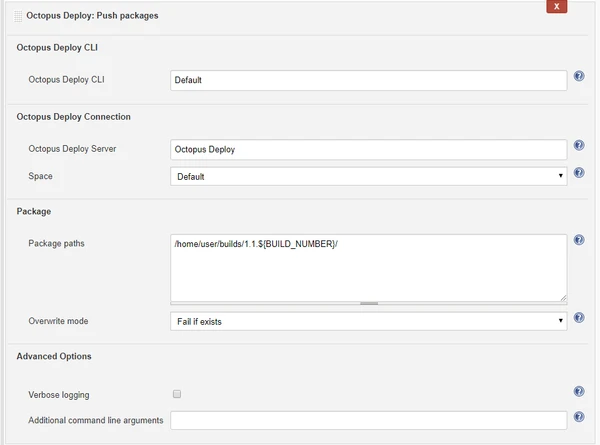 X
Octopus Deploy: Push packages
Octopus Deploy CLI
Octopus Deploy CLI Default ?
Octopus Deploy Connection
Octopus Deploy Server Octopus Deploy ?
Space Default ?
Package
Package paths /home/user/builds/1.1.${BUILD_NUMBER}/ ?
Overwrite mode Fail if exists ?
Advanced Options
Verbose logging ?
Additional command line arguments ?